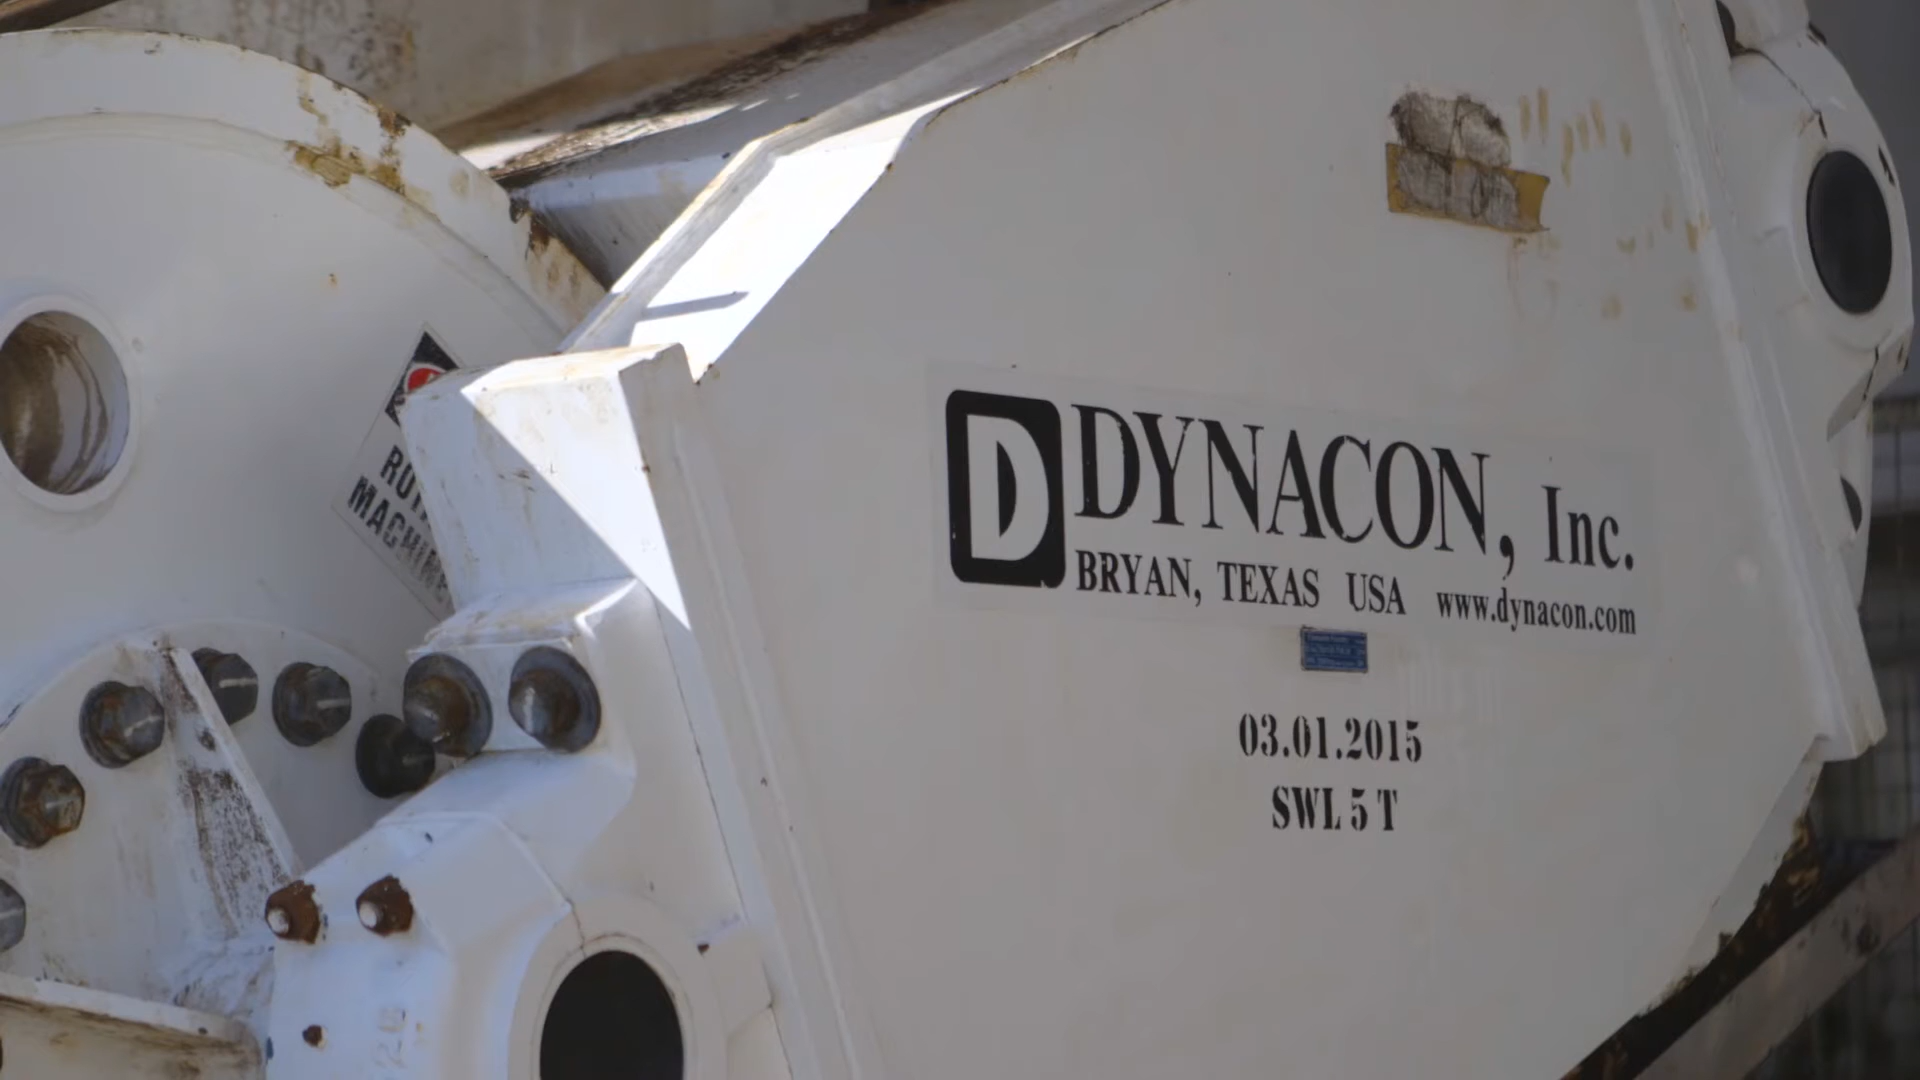 DYNACON, Inc.
BRYAN, TEXAS USA www.dynacon.com
03.01.2015
SWL 5 T